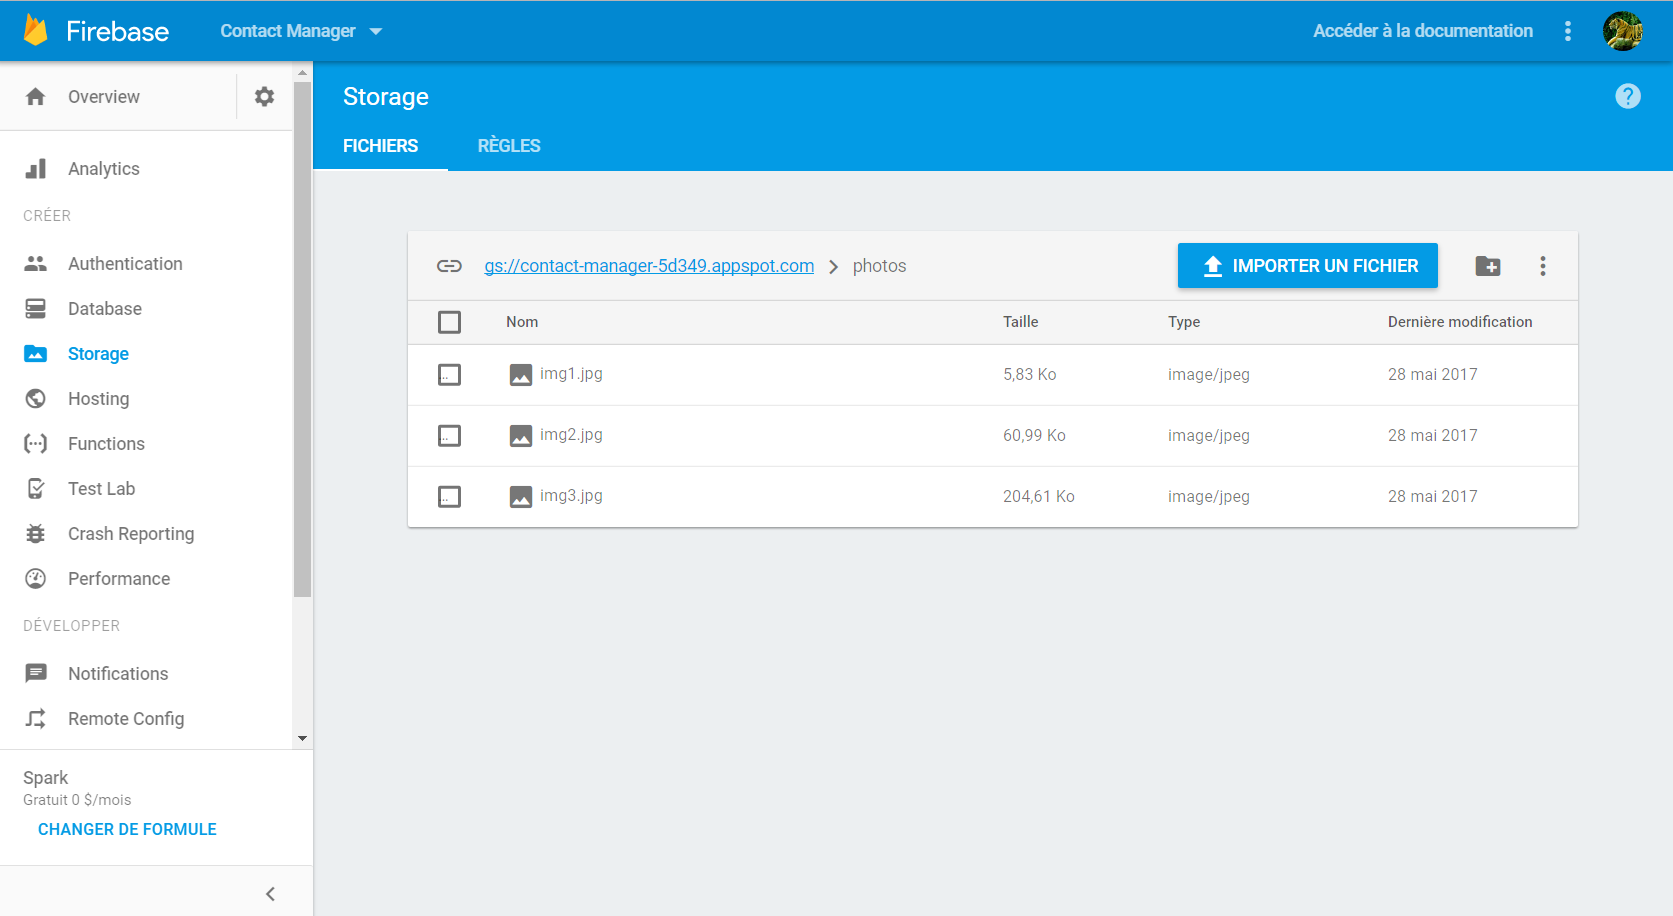 Firebase
Contact Manager
Accéder à la documentation
Overview
Storage
?
FICHIERS
RÈGLES
Analytics
CRÉER
Authentication
Database
Storage
Hosting
Functions
Test Lab
Crash Reporting
Performance
DÉVELOPPER
Notifications
Remote Config
Spark
Gratuit 0 $/mois
CHANGER DE FORMULE
gs://contact-manager-5d349.appspot.com > photos
IMPORTER UN FICHIER
Nom Taille Type Dernière modification
img1.jpg 5,83 Ko image/jpeg 28 mai 2017
img2.jpg 60,99 Ko image/jpeg 28 mai 2017
img3.jpg 204,61 Ko image/jpeg 28 mai 2017